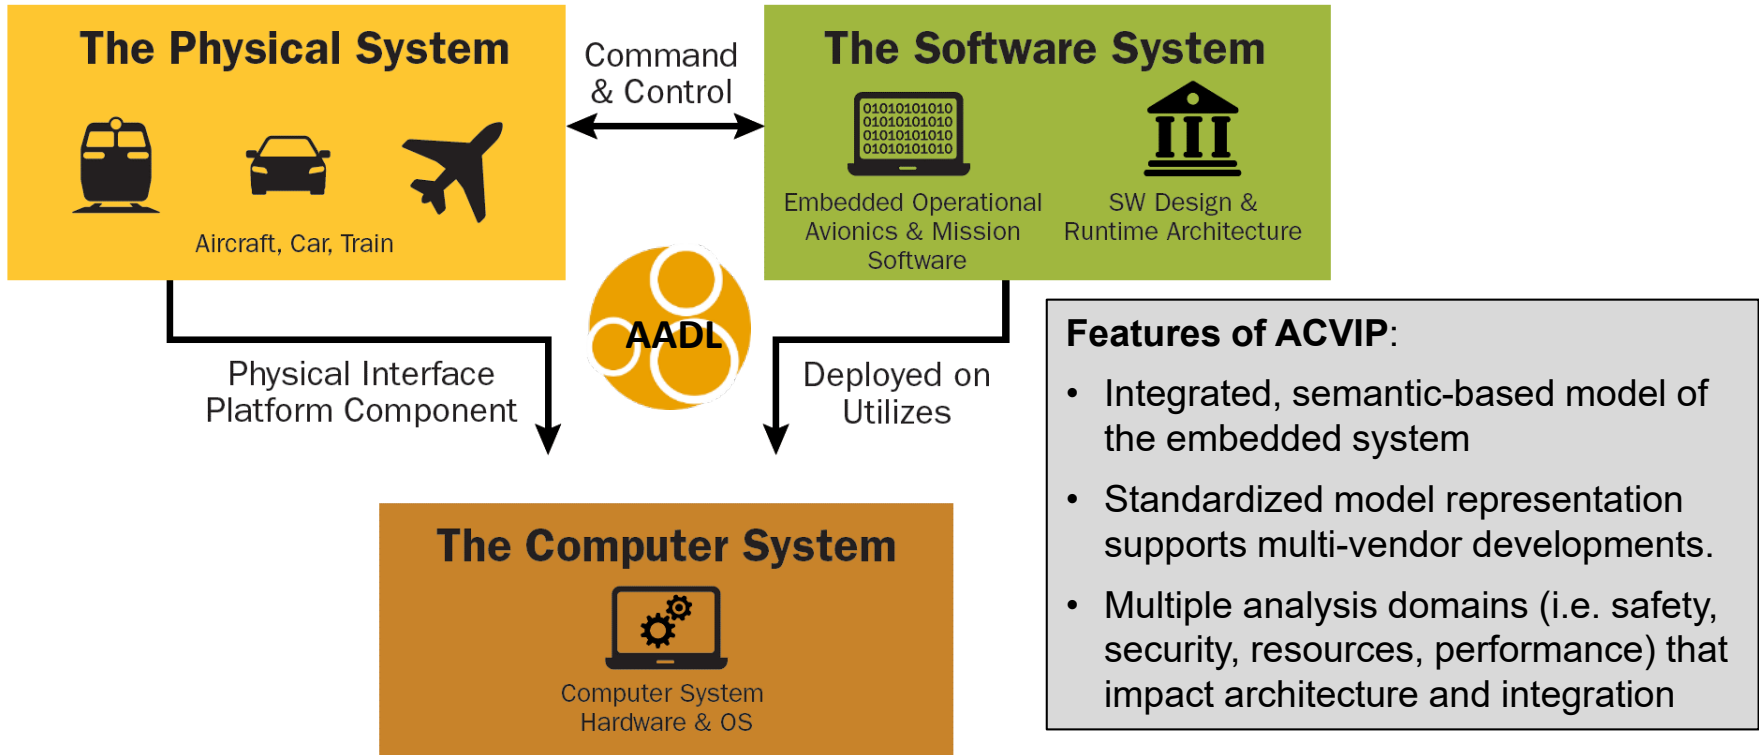 The Physical System
Aircraft, Car, Train
Command
& Control
The Software System
01010101010
01010101010
01010101010
01010101010
Embedded Operational
Avionics & Mission
Software
SW Design &
Runtime Architecture
AADL
Physical Interface
Platform Component
Deployed on
Utilizes
The Computer System
Computer System
Hardware & OS
Features of ACVIP:
• Integrated, semantic-based model of
the embedded system
• Standardized model representation
supports multi-vendor developments.
• Multiple analysis domains (i.e. safety,
security, resources, performance) that
impact architecture and integration